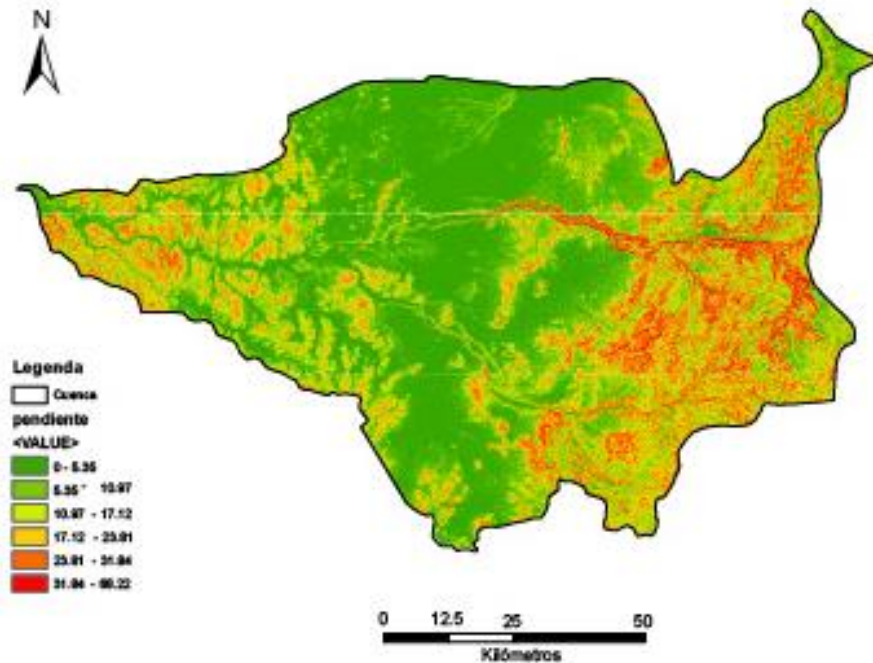 N
Legenda
Cuenca
pendiente
<VALUE>
0 - 5.35
5.35 - 10.97
10.97 - 17.12
17.12 - 23.81
23.81 - 31.84
31.84 - 68.22
0 12.5 25 50
Kilómetros